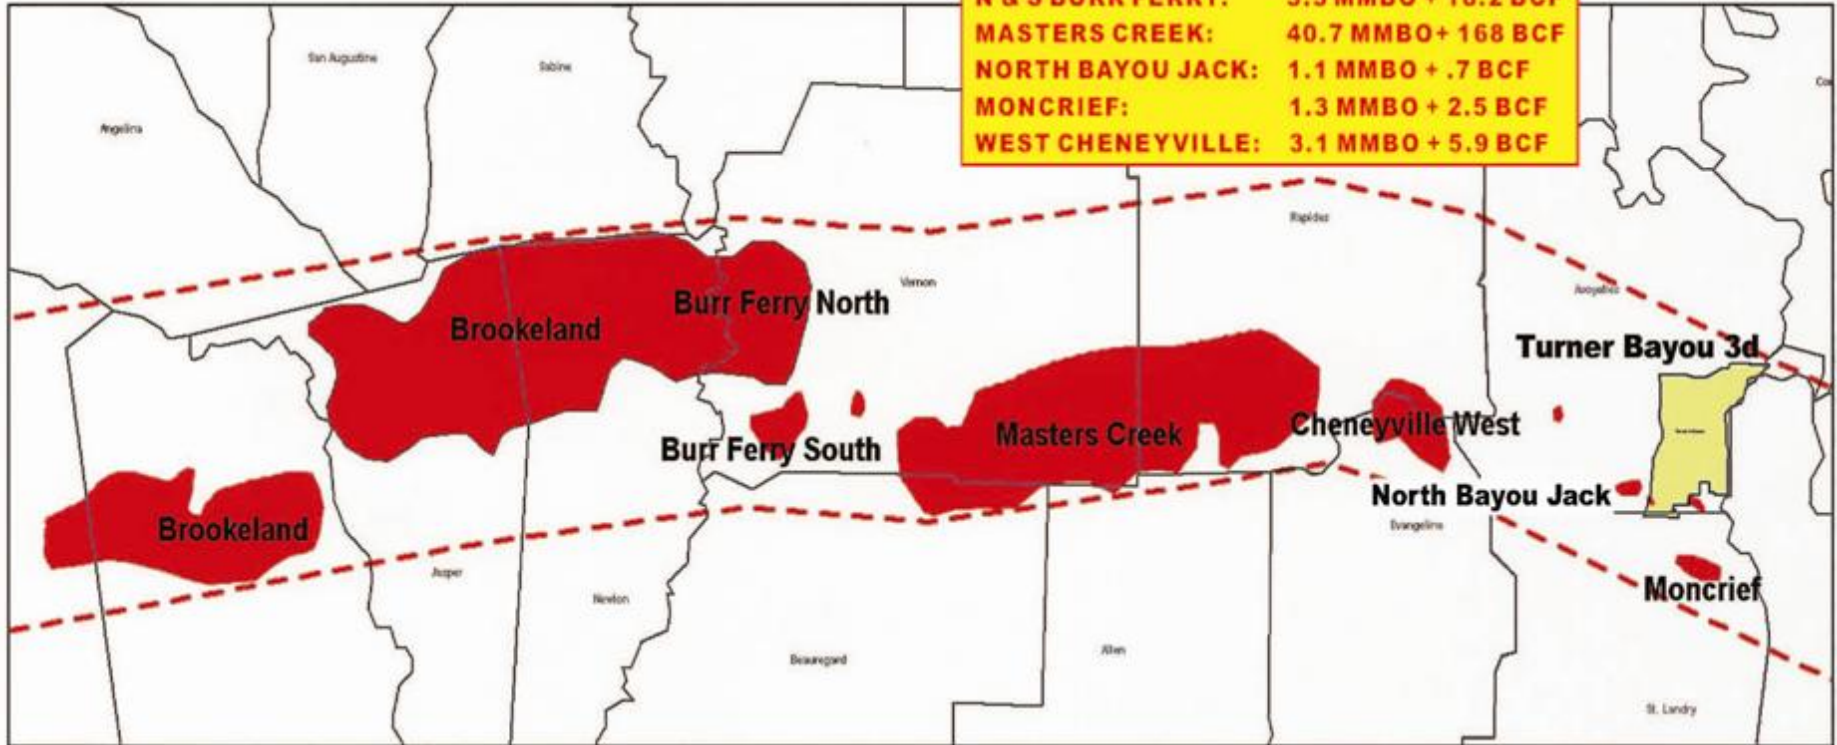 MASTERS CREEK: 40.7 MMBO+ 168 BCF
NORTH BAYOU JACK: 1.1 MMBO + .7 BCF
MONCRIEF: 1.3 MMBO + 2.5 BCF
WEST CHENEYVILLE: 3.1 MMBO + 5.9 BCF
San Augustine
Sabine
Angelina
Rapides
Vernon
Avoyelles
Burr Ferry North
Brookeland
Turner Bayou 3d
Masters Creek
Cheneyville West
Burr Ferry South
North Bayou Jack
Evangeline
Brookeland
Jasper
Newton
Moncrief
Beauregard
Allen
St. Landry